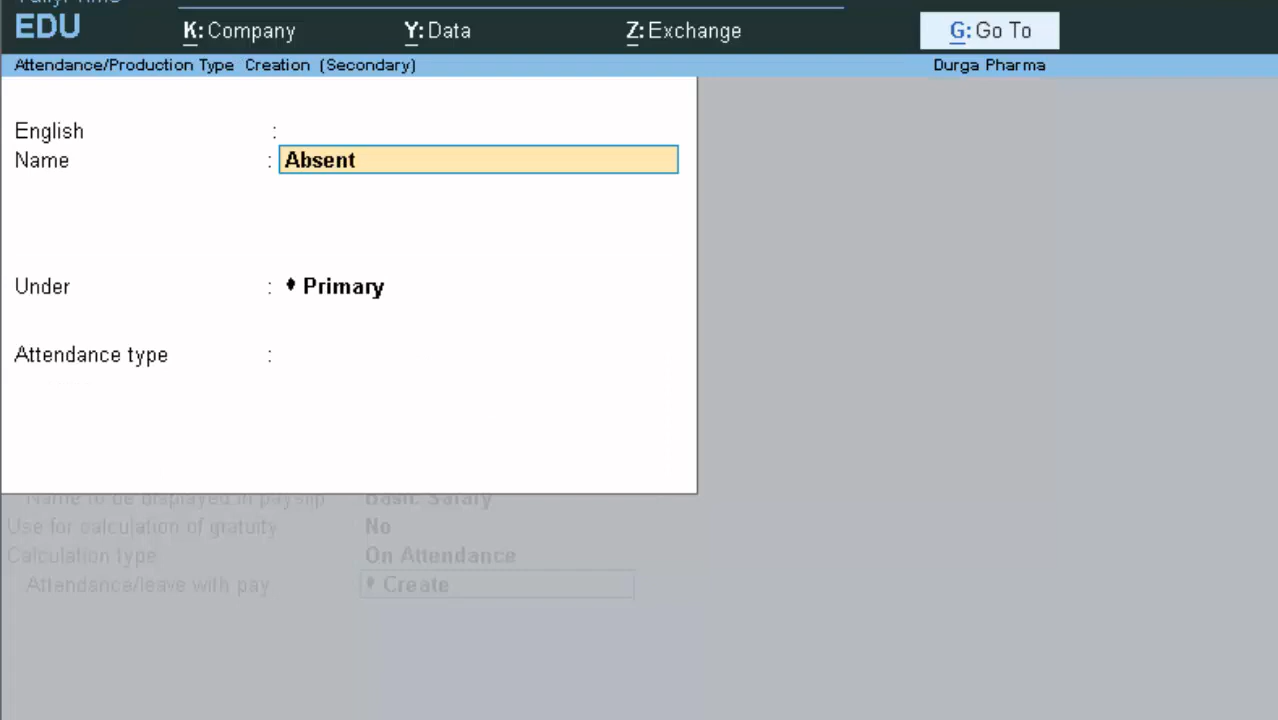 EDU
K: Company Y: Data Z: Exchange G: Go To
Attendance/Production Type Creation (Secondary) Durga Pharma
English :
Name : Absent
Under : ♦ Primary
Attendance type :
Name to be displayed in payslip Basic Salary
Use for calculation of gratuity No
Calculation type On Attendance
Attendance/leave with pay ♦ Create